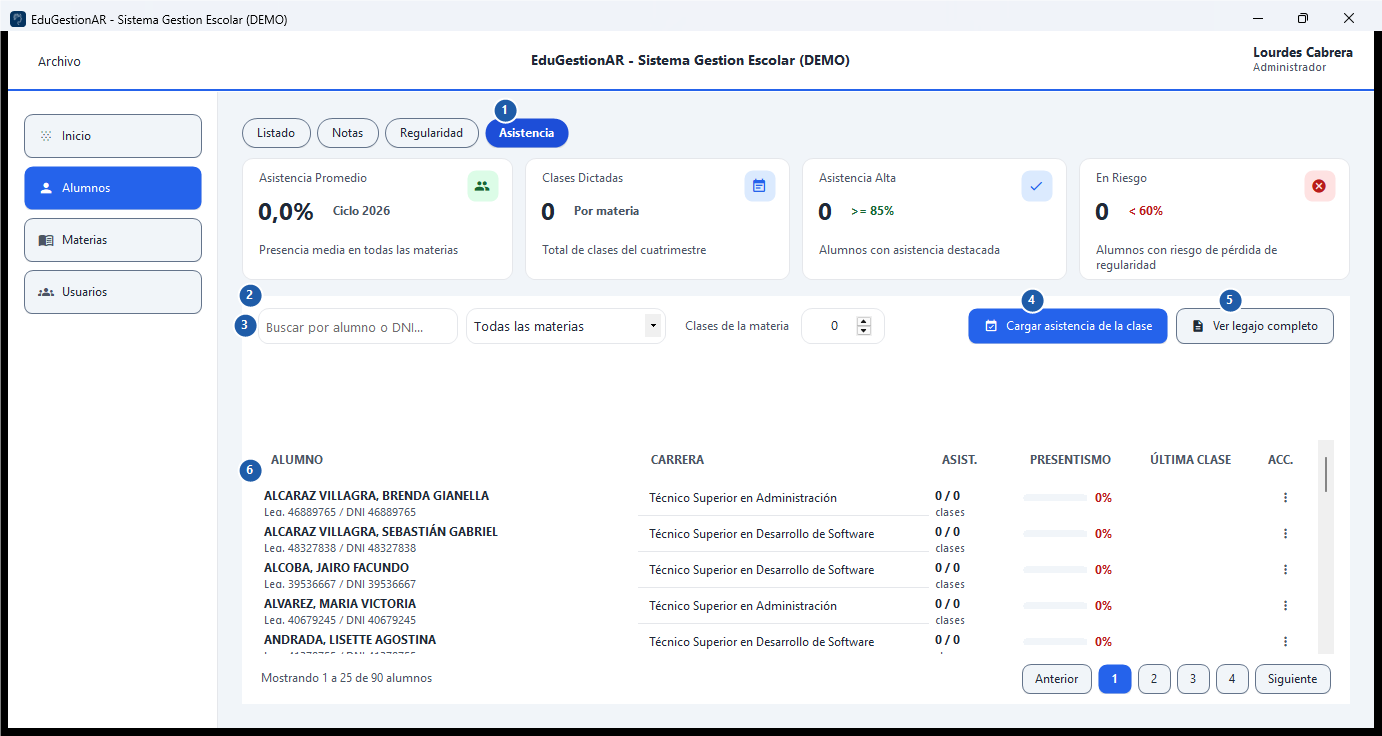 EduGestionAR - Sistema Gestion Escolar (DEMO)
Archivo
EduGestionAR - Sistema Gestion Escolar (DEMO)
Lourdes Cabrera
Administrador
Inicio
Alumnos
Materias
Usuarios
1
Listado Notas Regularidad Asistencia
Asistencia Promedio
0,0% Ciclo 2026
Presencia media en todas las materias
Clases Dictadas
0 Por materia
Total de clases del cuatrimestre
Asistencia Alta
0 >= 85%
Alumnos con asistencia destacada
En Riesgo
0 < 60%
Alumnos con riesgo de pérdida de
regularidad
2
3 Buscar por alumno o DNI... Todas las materias Clases de la materia 0
4
Cargar asistencia de la clase
5
Ver legajo completo
6 ALUMNO CARRERA ASIST. PRESENTISMO ÚLTIMA CLASE ACC.
ALCARAZ VILLAGRA, BRENDA GIANELLA Técnico Superior en Administración 0 / 0 0%
Leg. 46889765 / DNI 46889765 clases
ALCARAZ VILLAGRA, SEBASTIÁN GABRIEL Técnico Superior en Desarrollo de Software 0 / 0 0%
Leg. 48327838 / DNI 48327838 clases
ALCOBA, JAIRO FACUNDO Técnico Superior en Desarrollo de Software 0 / 0 0%
Leg. 39536667 / DNI 39536667 clases
ALVAREZ, MARIA VICTORIA Técnico Superior en Administración 0 / 0 0%
Leg. 40679245 / DNI 40679245 clases
ANDRADA, LISETTE AGOSTINA Técnico Superior en Desarrollo de Software 0 / 0 0%
Mostrando 1 a 25 de 90 alumnos
Anterior 1 2 3 4 Siguiente